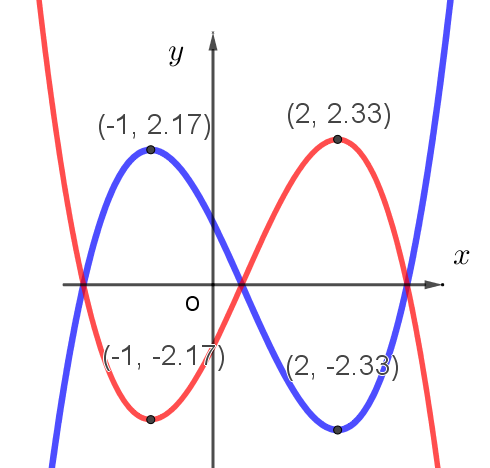 y
(-1, 2.17)
(2, 2.33)
x
O
(-1, -2.17)
(2, -2.33)